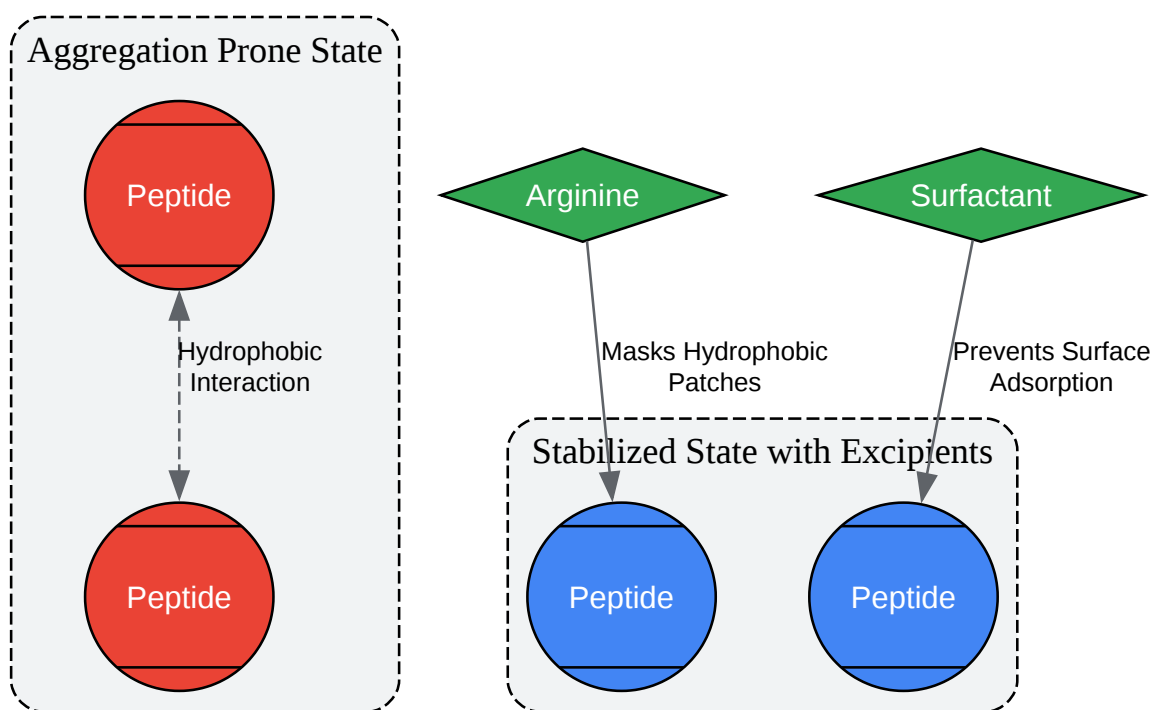 Aggregation Prone State
Peptide
Hydrophobic
Interaction
Peptide
Arginine
Surfactant
Masks Hydrophobic
Patches
Prevents Surface
Adsorption
Stabilized State with Excipients
Peptide
Peptide